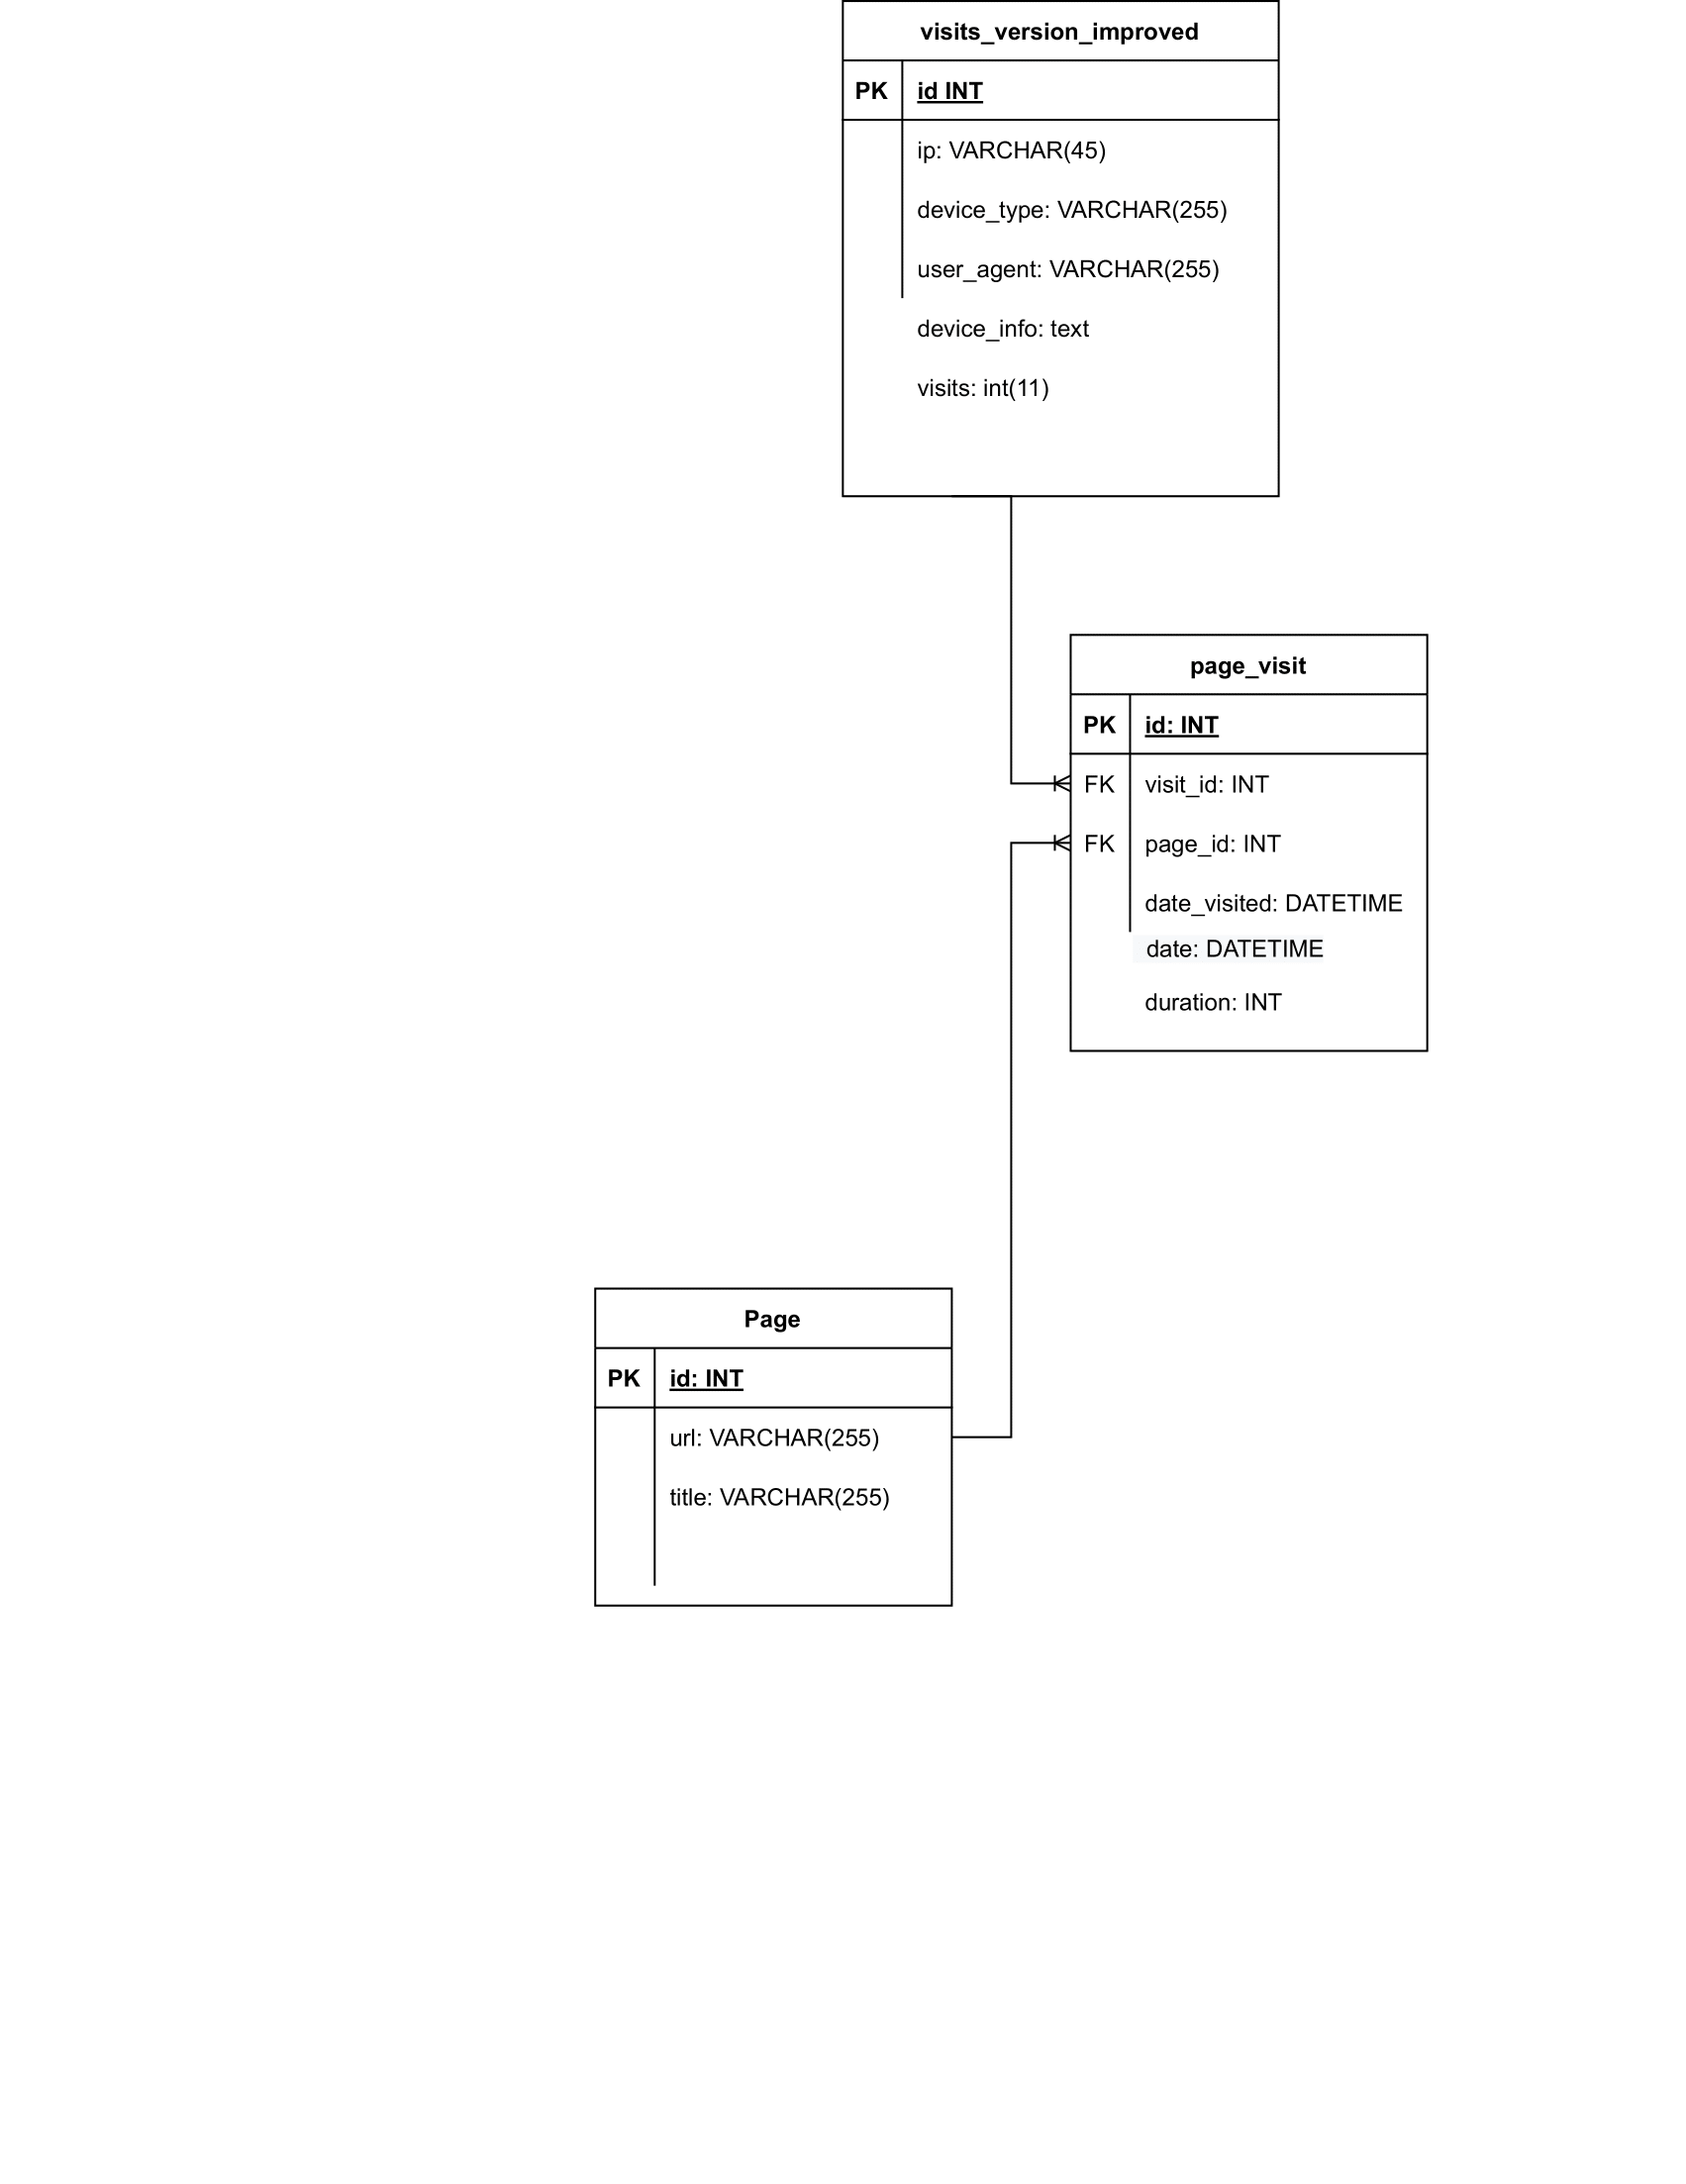 visits_version_improved
PK id INT
ip: VARCHAR(45)
device_type: VARCHAR(255)
user_agent: VARCHAR(255)
device_info: text
visits: int(11)
page_visit
PK id: INT
FK visit_id: INT
FK page_id: INT
date_visited: DATETIME
date: DATETIME
duration: INT
Page
PK id: INT
url: VARCHAR(255)
title: VARCHAR(255)